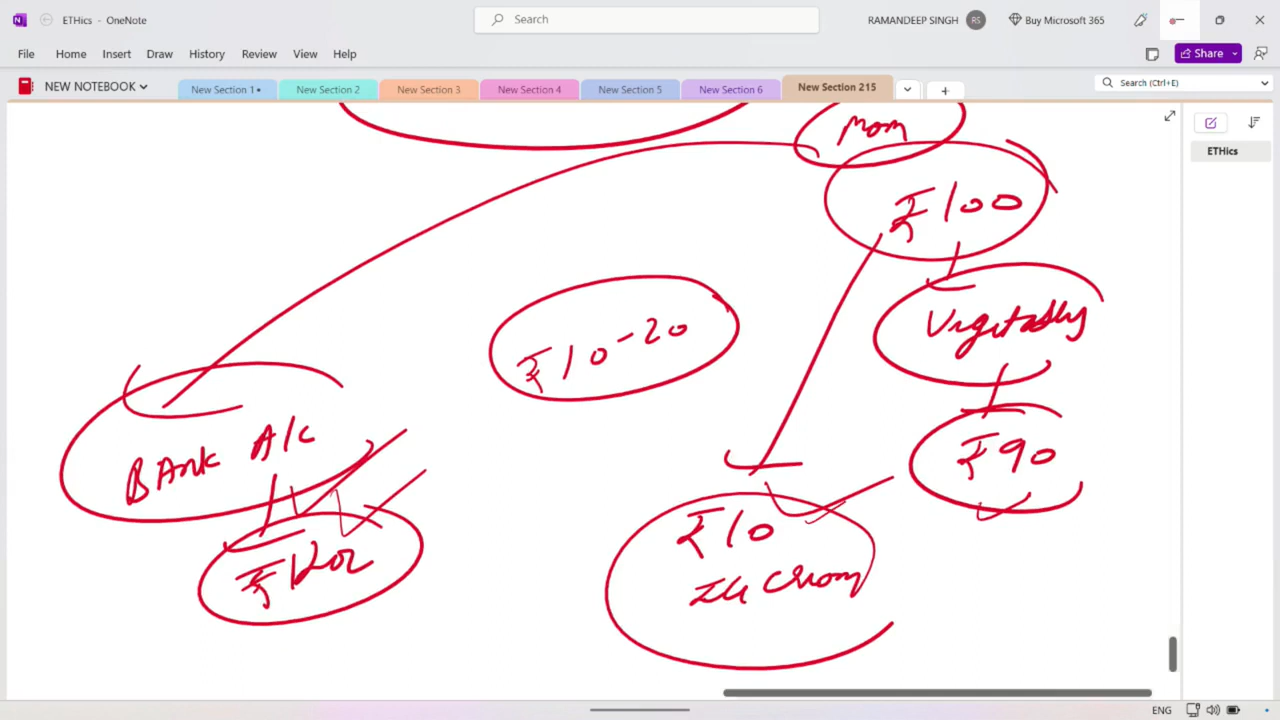 ETHics - OneNote
Search
RAMANDEEP SINGH
RS
Buy Microsoft 365
File
Home
Insert
Draw
History
Review
View
Help
Share
NEW NOTEBOOK
New Section 1
New Section 2
New Section 3
New Section 4
New Section 5
New Section 6
New Section 215
+
Search (Ctrl+E)
ETHics
Mom
₹100
Vegetables
₹10-20
₹90
BAnk A/c
₹10
ENG